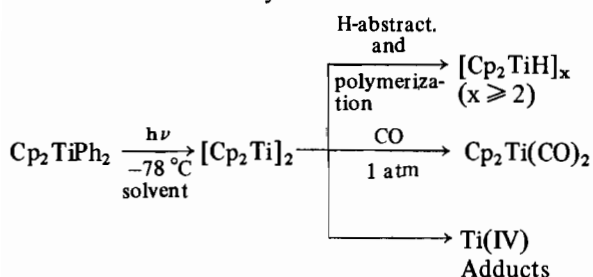 H-abstract.
and
polymeriza-
tion
[Cp₂TiH]ₓ
(x ⩾ 2)
Cp₂TiPh₂
hν
−78 °C
solvent
[Cp₂Ti]₂
CO
1 atm
Cp₂Ti(CO)₂
Ti(IV)
Adducts